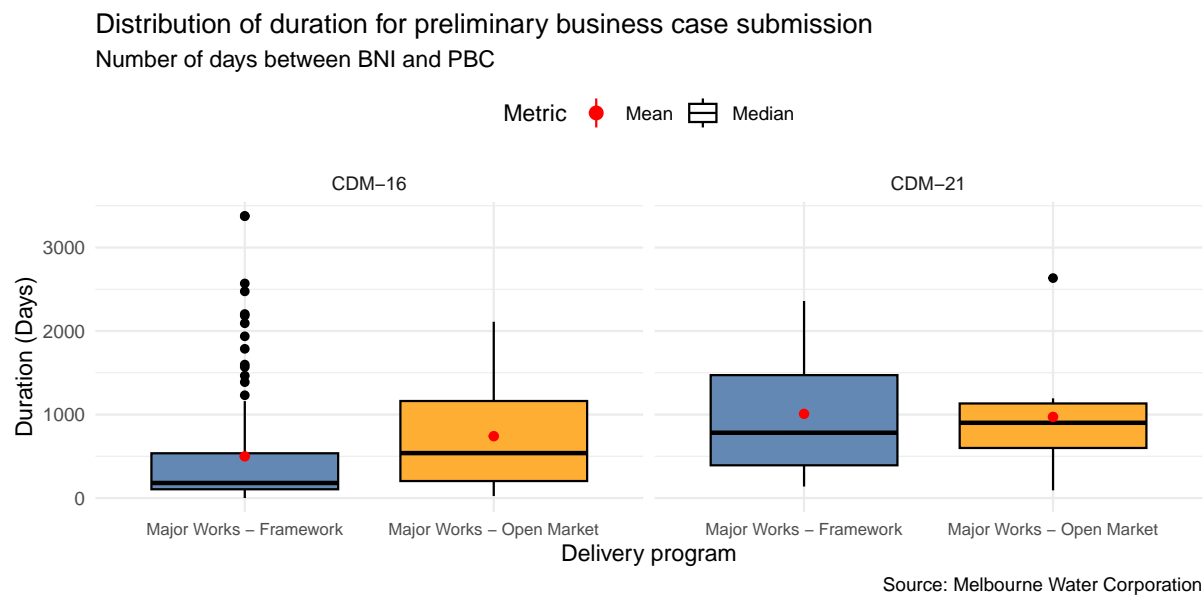 Distribution of duration for preliminary business case submission
Number of days between BNI and PBC
Metric Mean Median
CDM−16 CDM−21
Duration (Days)
3000
2000
1000
0
Major Works − Framework Major Works − Open Market Major Works − Framework Major Works − Open Market
Delivery program
Source: Melbourne Water Corporation